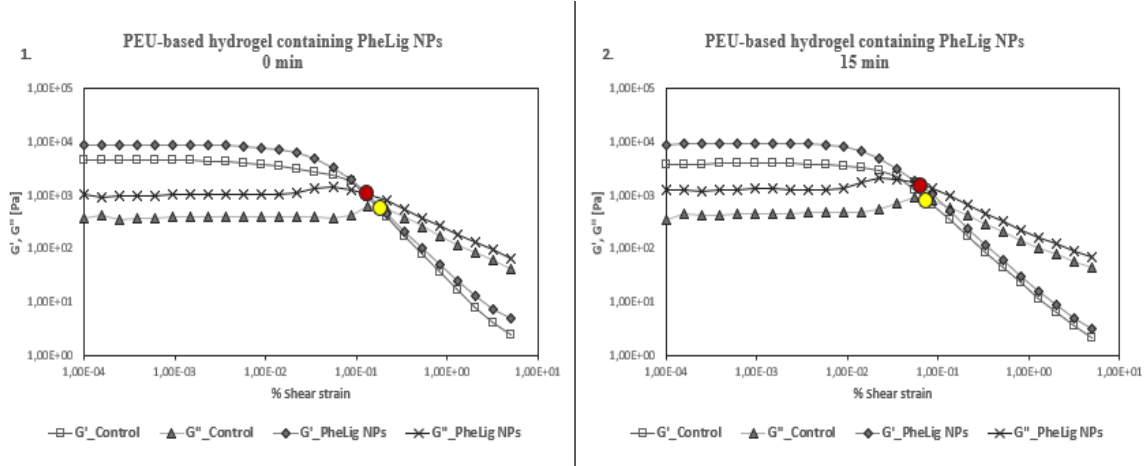 1.
PEU-based hydrogel containing PheLig NPs
0 min
1,00E+05
1,00E+04
1,00E+03
1,00E+02
1,00E+01
1,00E+00
G', G'' [Pa]
1,00E-04
1,00E-03
1,00E-02
1,00E-01
1,00E+00
1,00E+01
% Shear strain
G'_Control
G''_Control
G'_PheLig NPs
G''_PheLig NPs
2.
PEU-based hydrogel containing PheLig NPs
15 min
1,00E+05
1,00E+04
1,00E+03
1,00E+02
1,00E+01
1,00E+00
G', G'' [Pa]
1,00E-04
1,00E-03
1,00E-02
1,00E-01
1,00E+00
1,00E+01
% Shear strain
G'_Control
G''_Control
G'_PheLig NPs
G''_PheLig NPs